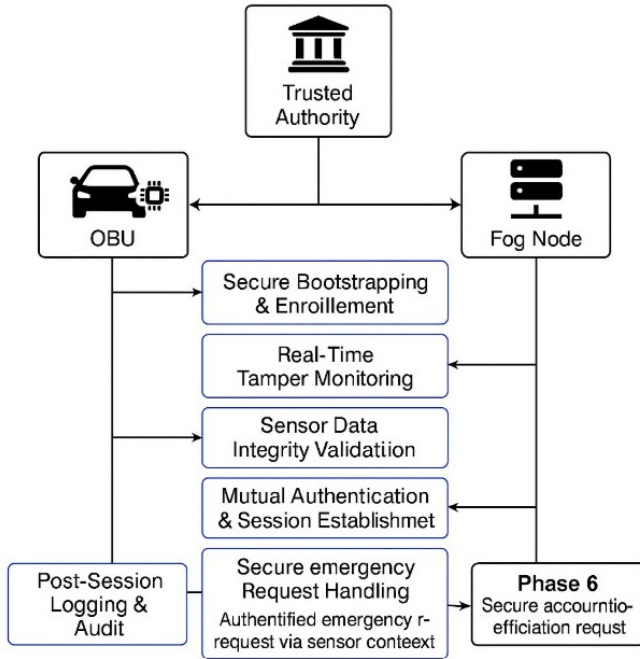 Trusted
Authority
OBU
Fog Node
Secure Bootstrapping
& Enroillement
Real-Time
Tamper Monitoring
Sensor Data
Integrity Validatiion
Mutual Authentication
& Session Establishmet
Post-Session
Logging &
Audit
Secure emergency
Request Handling
Authentified emergency r-
request via sensor conteext
Phase 6
Secure accourntio-
efficiation requst